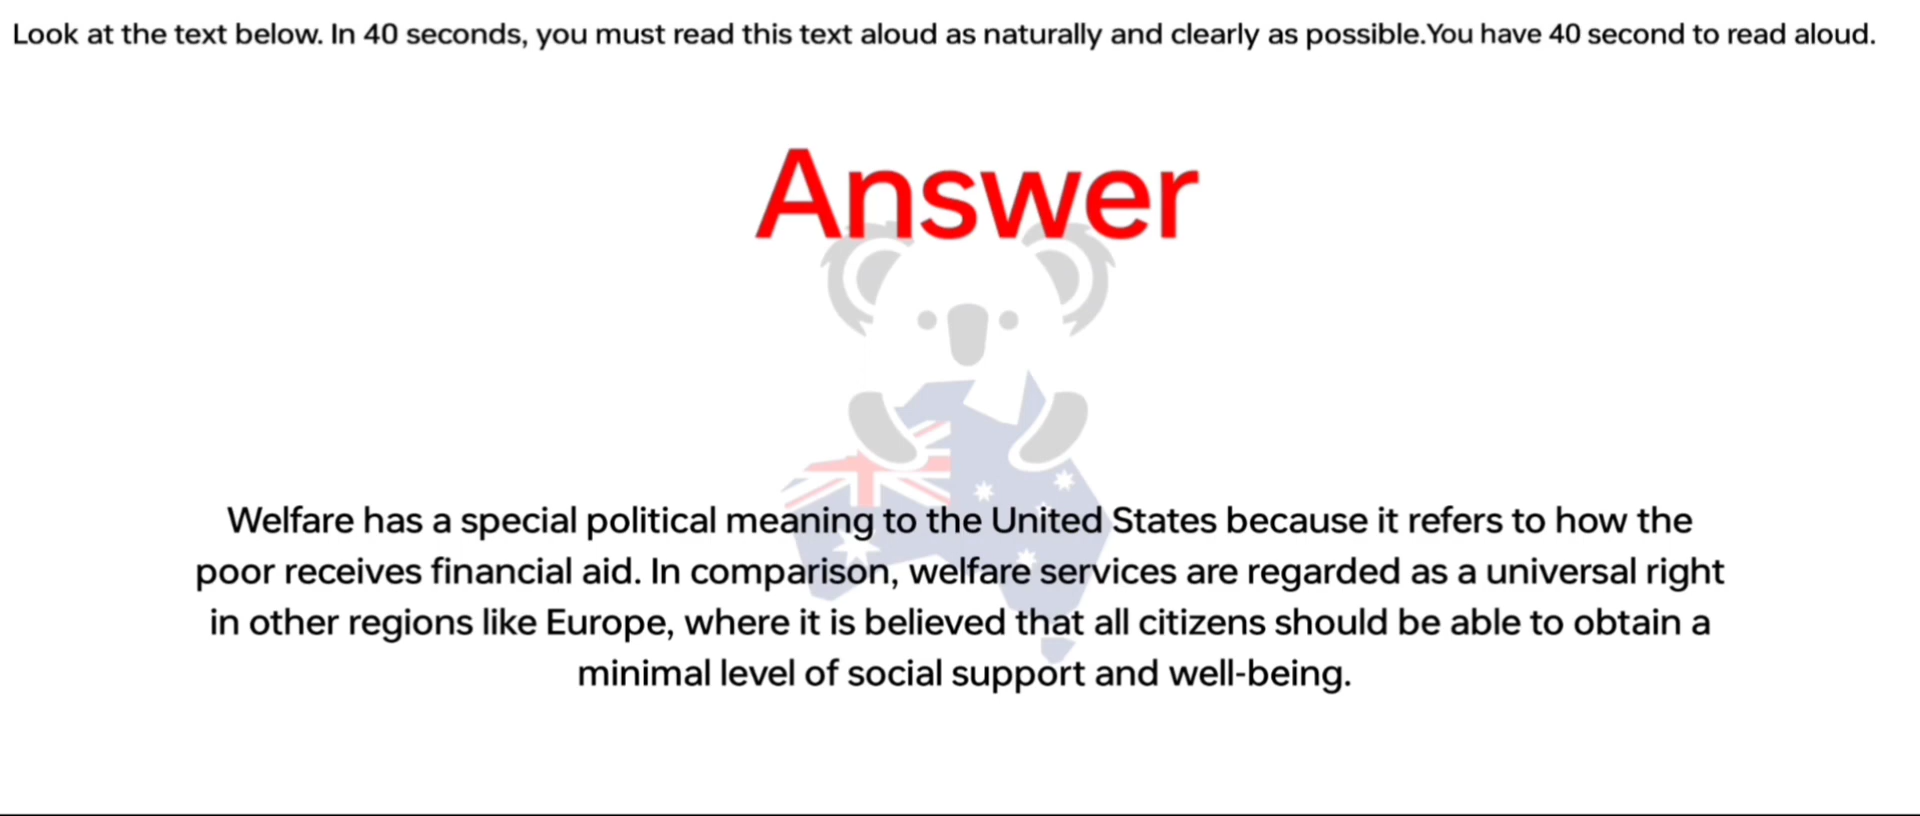 Look at the text below. In 40 seconds, you must read this text aloud as naturally and clearly as possible.You have 40 second to read aloud.
Answer
Welfare has a special political meaning to the United States because it refers to how the
poor receives financial aid. In comparison, welfare services are regarded as a universal right
in other regions like Europe, where it is believed that all citizens should be able to obtain a
minimal level of social support and well-being.